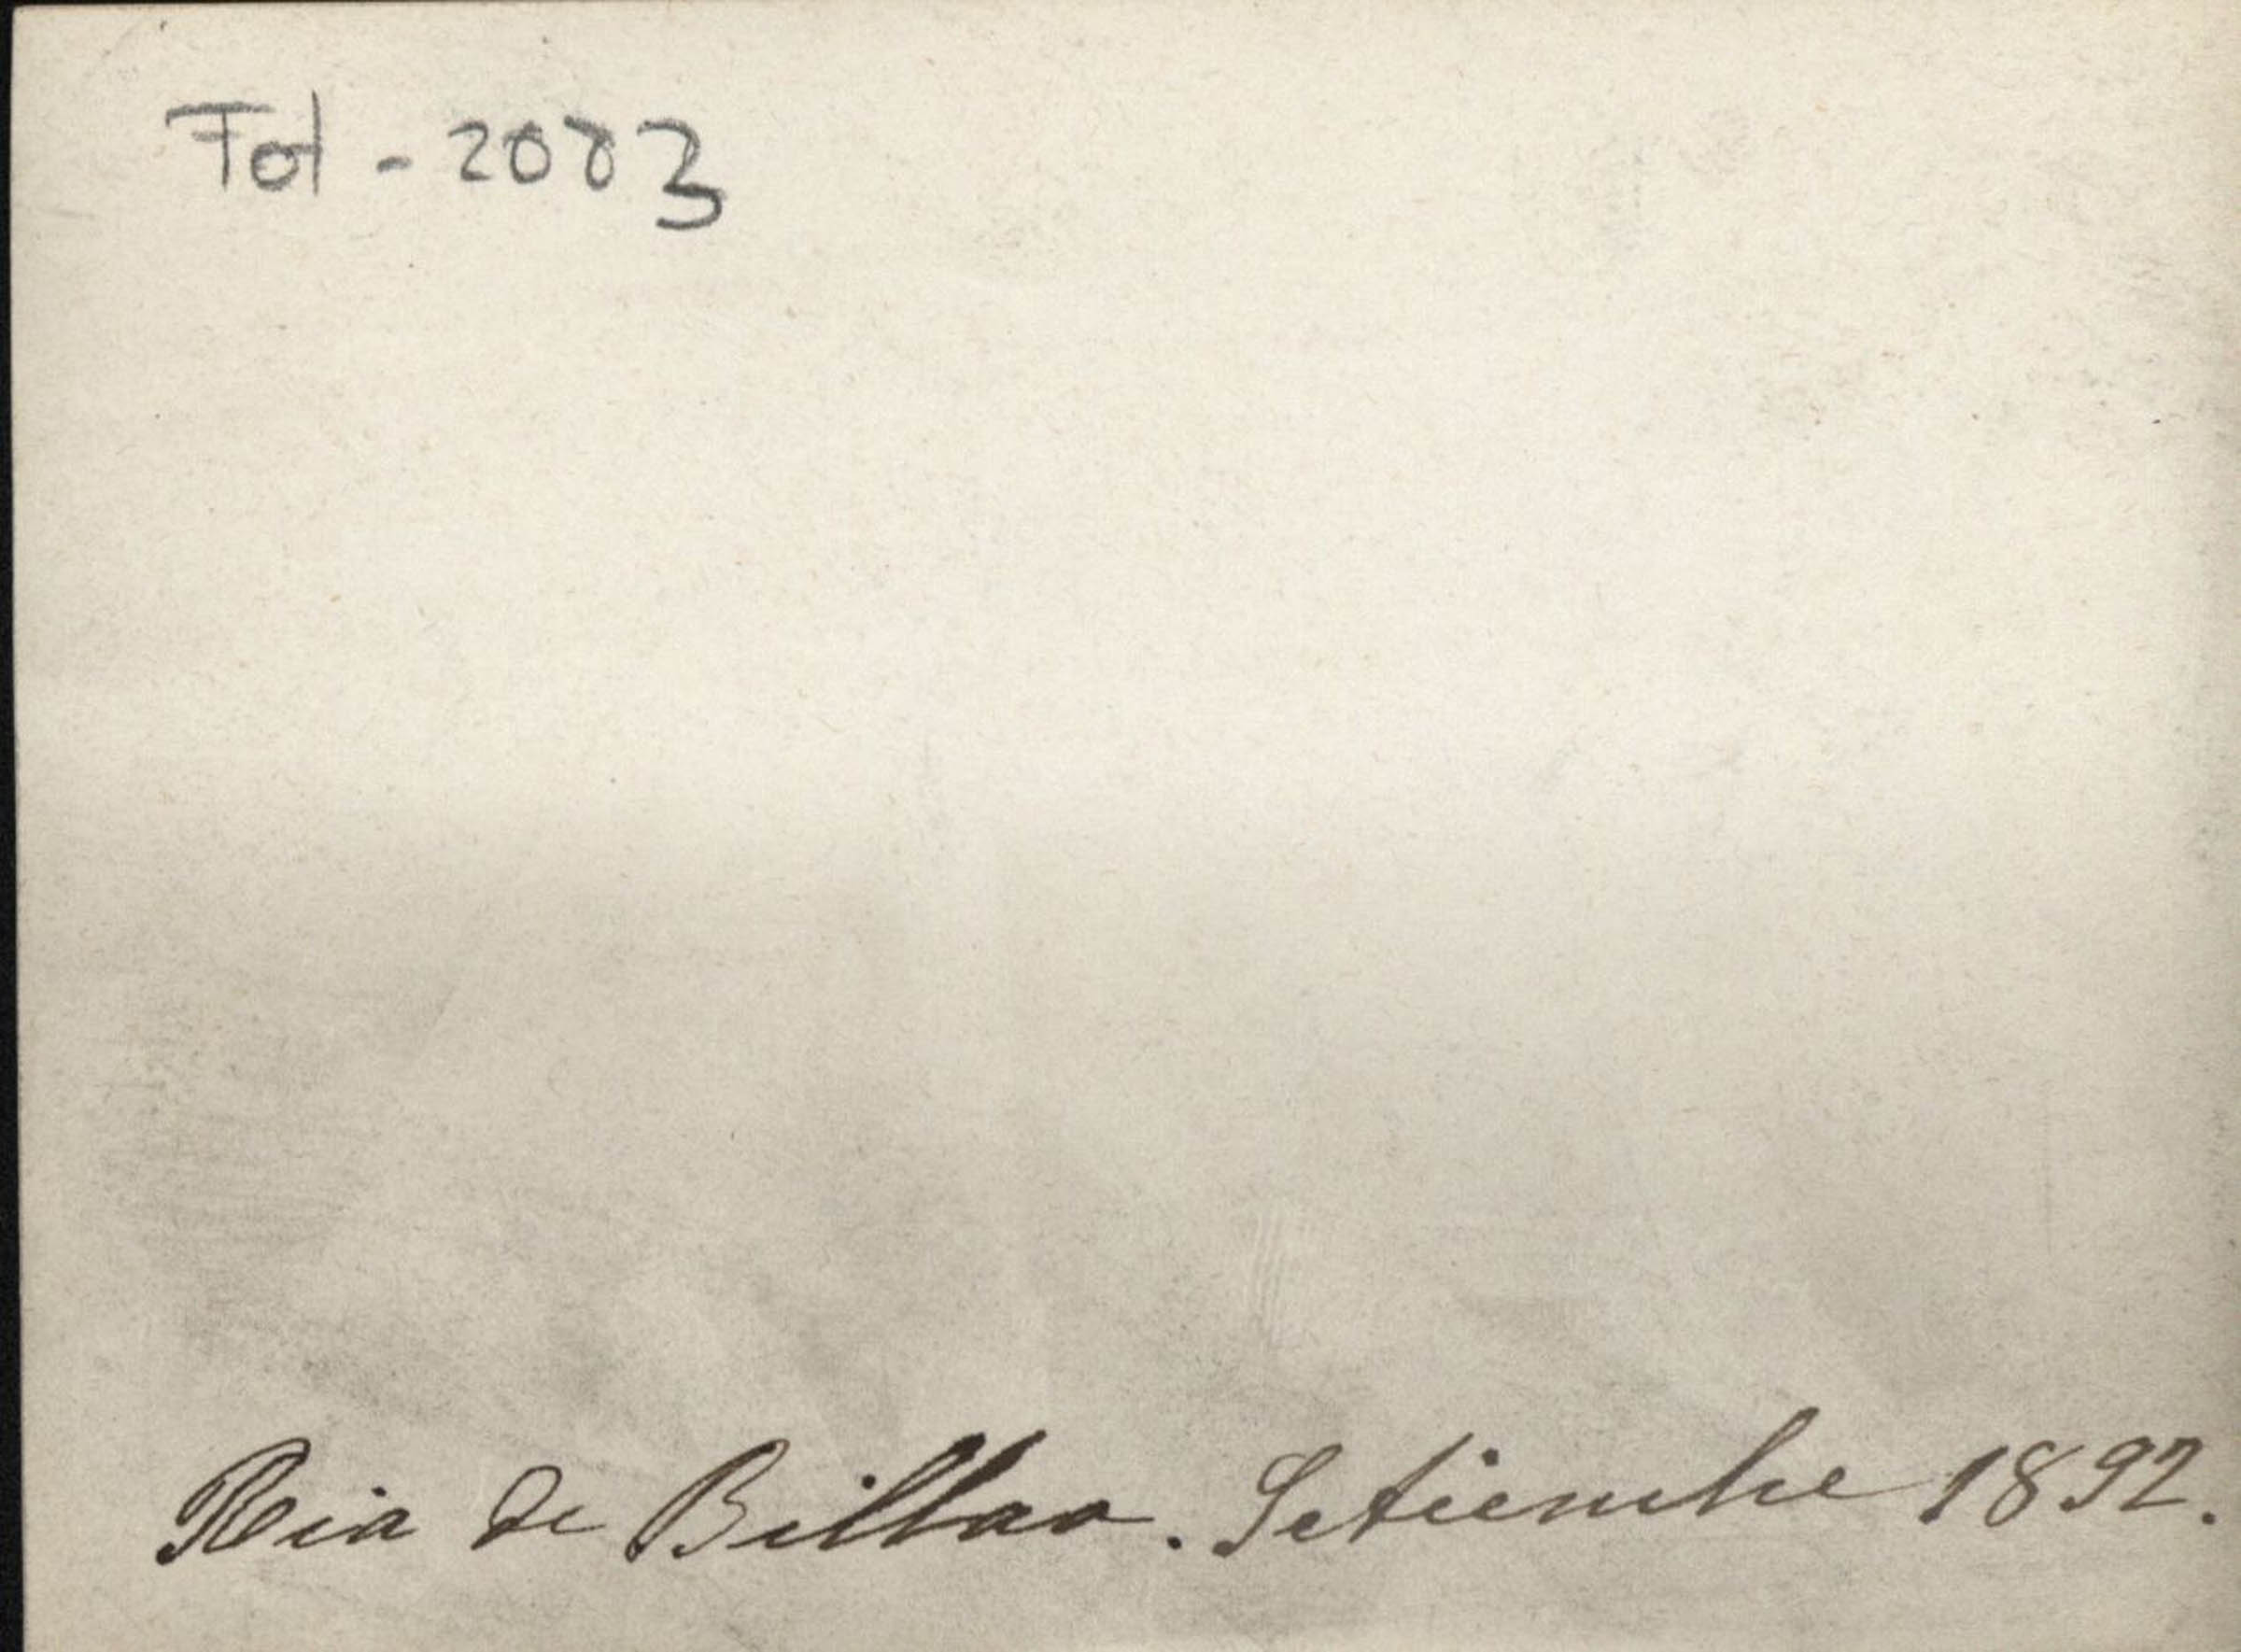 Fot - 2083
Ria de Bilbao. Setiembre 1892.